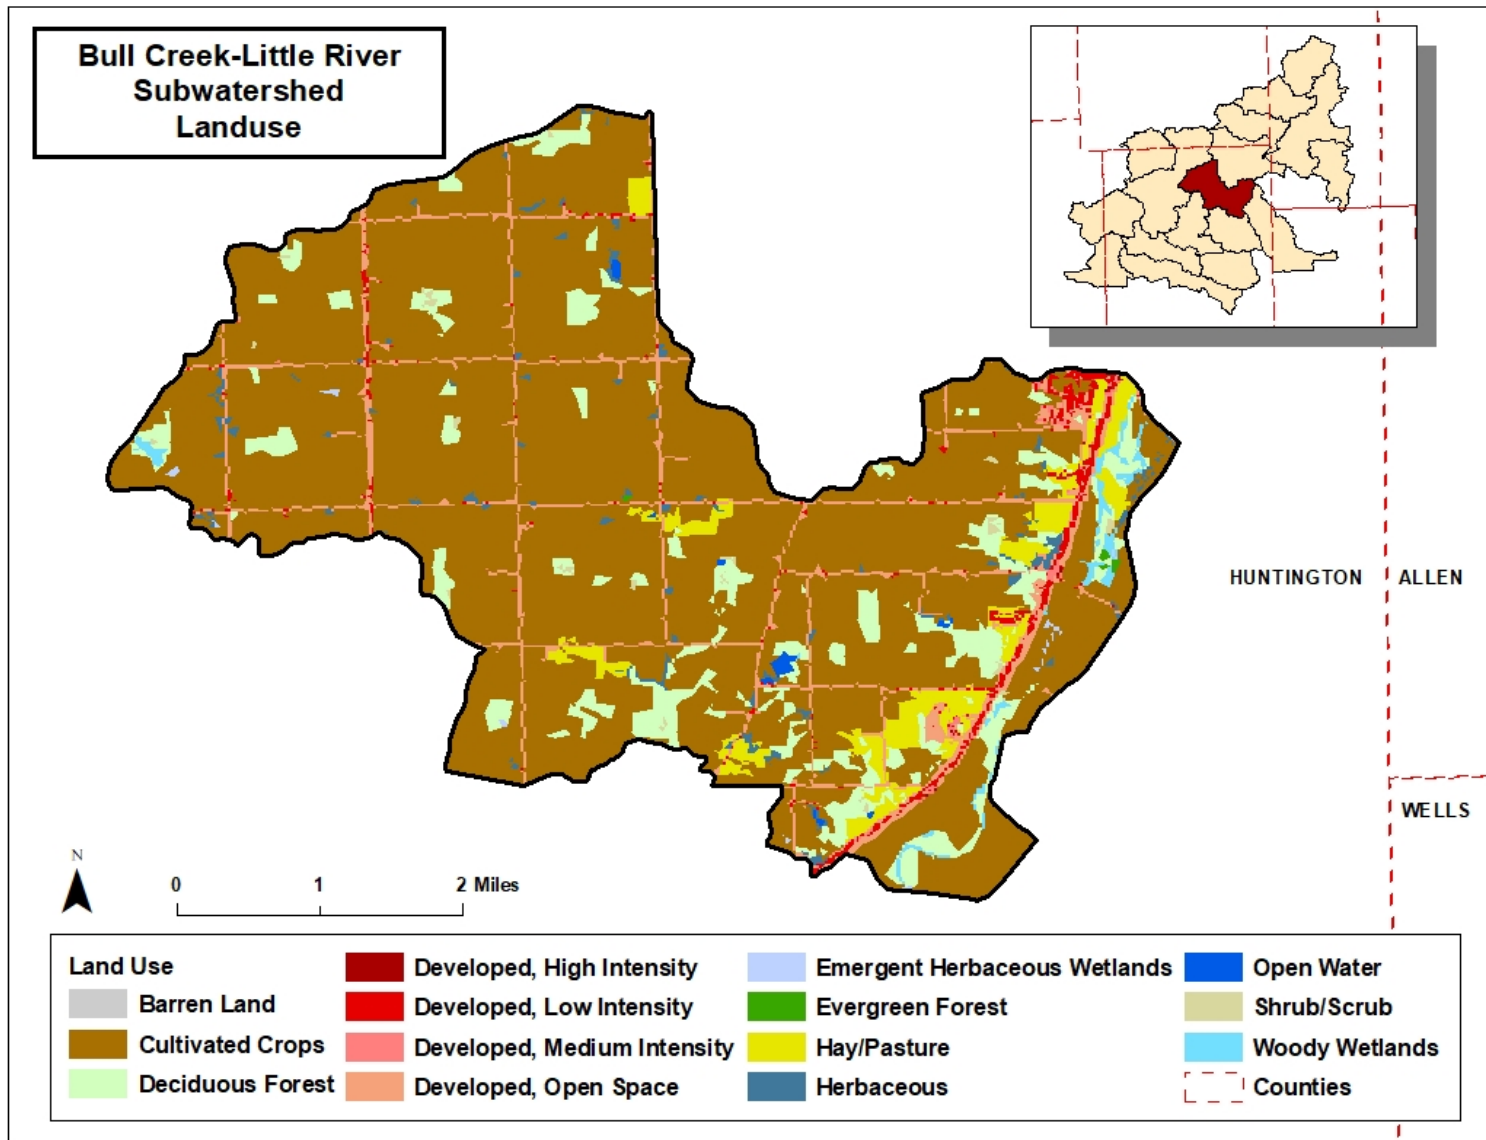 Bull Creek-Little River
Subwatershed
Landuse
HUNTINGTON
ALLEN
WELLS
N
0 1 2 Miles
Land Use
Barren Land
Cultivated Crops
Deciduous Forest
Developed, High Intensity
Developed, Low Intensity
Developed, Medium Intensity
Developed, Open Space
Emergent Herbaceous Wetlands
Evergreen Forest
Hay/Pasture
Herbaceous
Open Water
Shrub/Scrub
Woody Wetlands
Counties